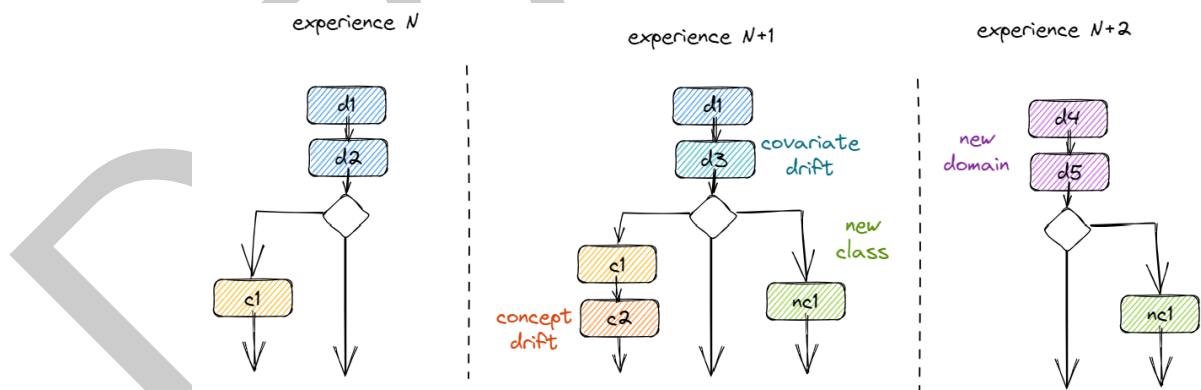 experience N
d1
d2
c1
experience N+1
d1
d3
covariate
drift
new
class
c1
c2
concept
drift
nc1
experience N+2
d4
d5
new
domain
nc1